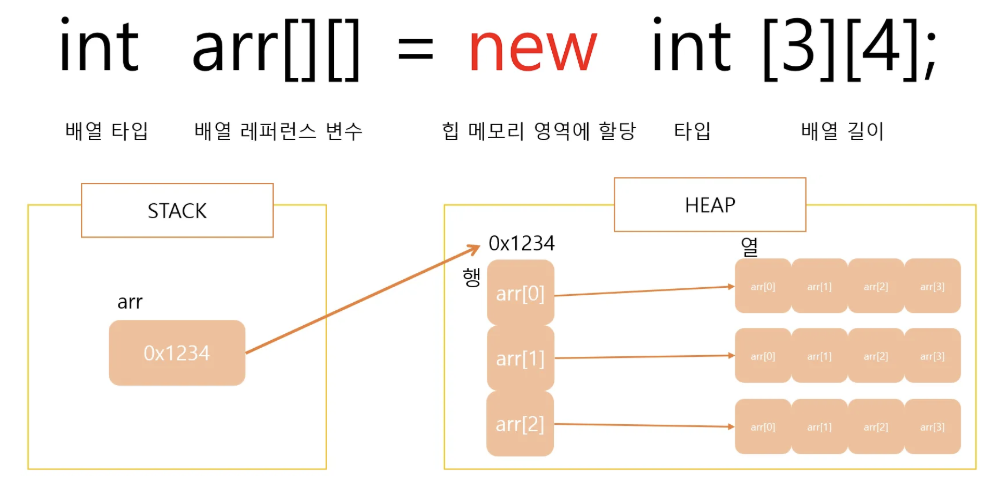 int arr[][] = new int [3][4];
배열 타입 배열 레퍼런스 변수 힙 메모리 영역에 할당 타입 배열 길이
STACK
HEAP
0x1234
열
행
arr[0]
arr[0] arr[1] arr[2] arr[3]
arr
0x1234
arr[1]
arr[0] arr[1] arr[2] arr[3]
arr[2]
arr[0] arr[1] arr[2] arr[3]